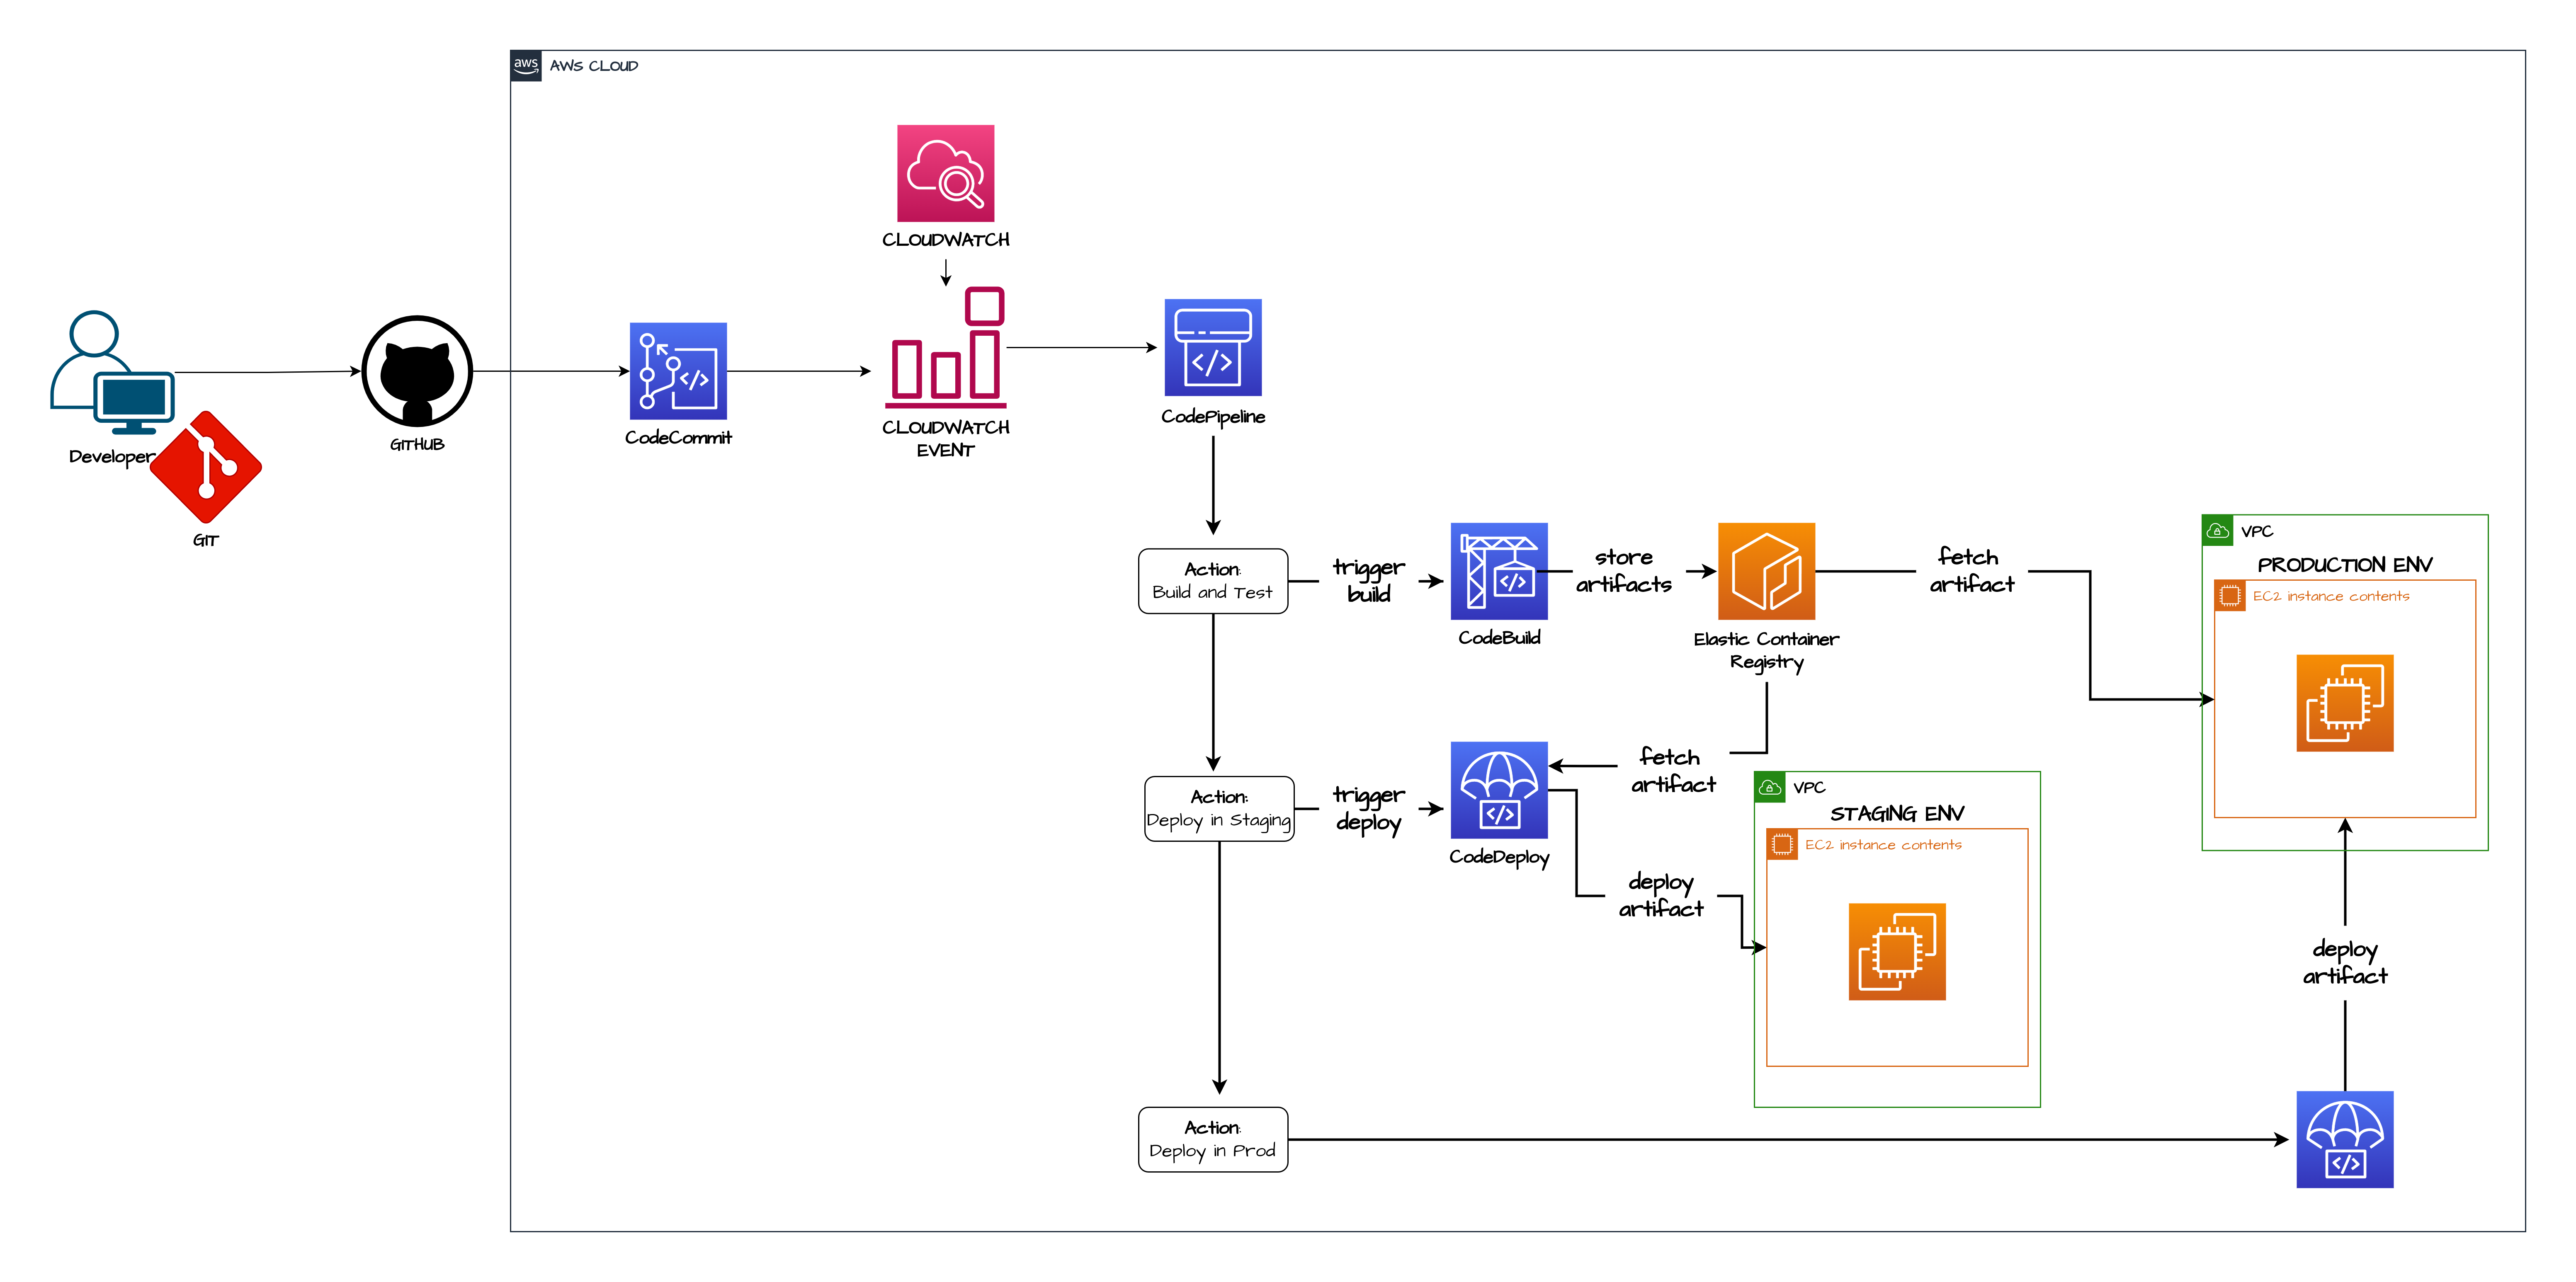 aws
AWS CLOUD
CLOUDWATCH
Developer
GIT
GITHUB
CodeCommit
CLOUDWATCH
EVENT
CodePipeline
Action:
Build and Test
trigger
build
CodeBuild
store
artifacts
Elastic Container
Registry
fetch
artifact
VPC
PRODUCTION ENV
EC2 instance contents
Action:
Deploy in Staging
trigger
deploy
CodeDeploy
fetch
artifact
deploy
artifact
VPC
STAGING ENV
EC2 instance contents
deploy
artifact
Action:
Deploy in Prod